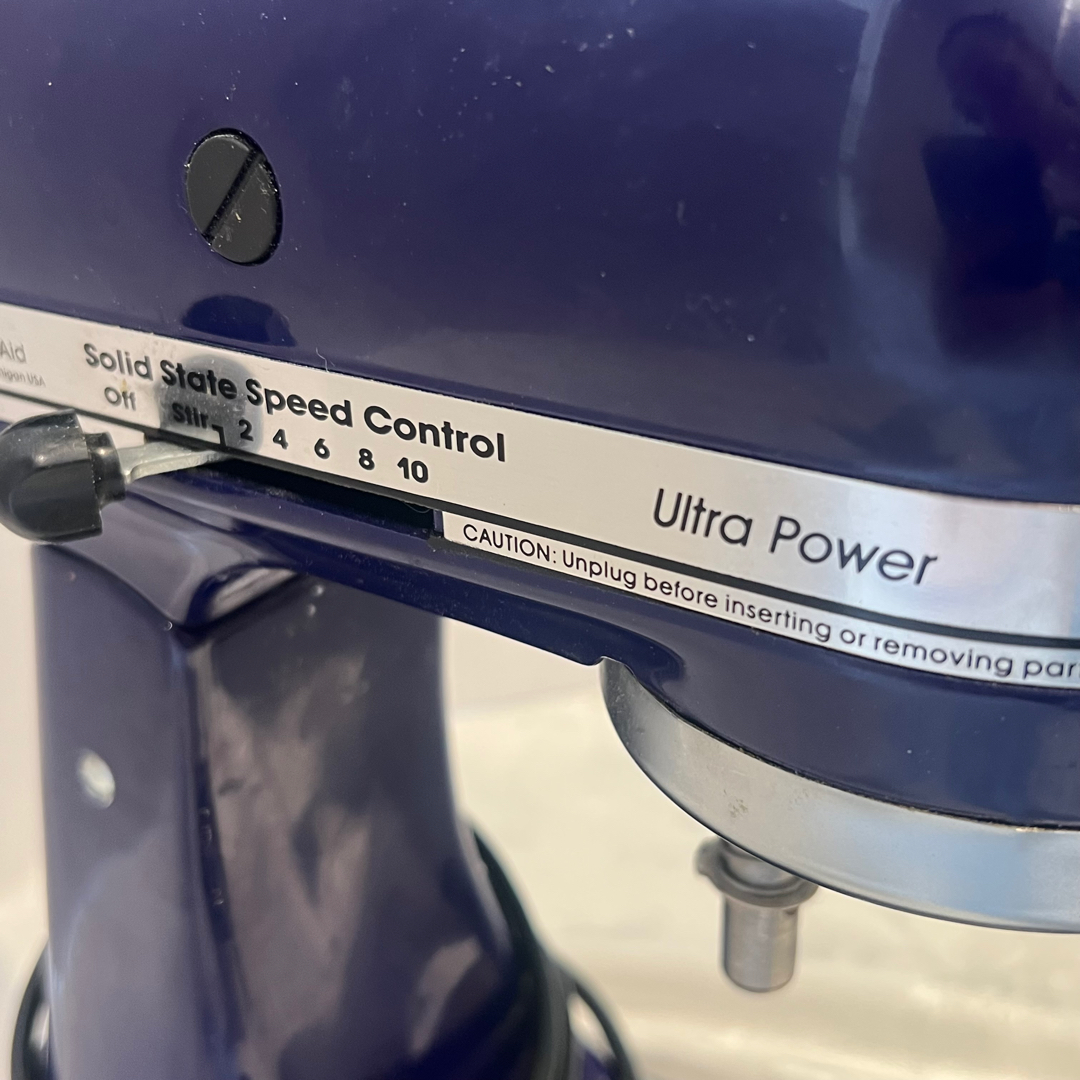 Aid
Solid State Speed Control
Off Stir 2 4 6 8 10
Ultra Power
CAUTION: Unplug before inserting or removing par